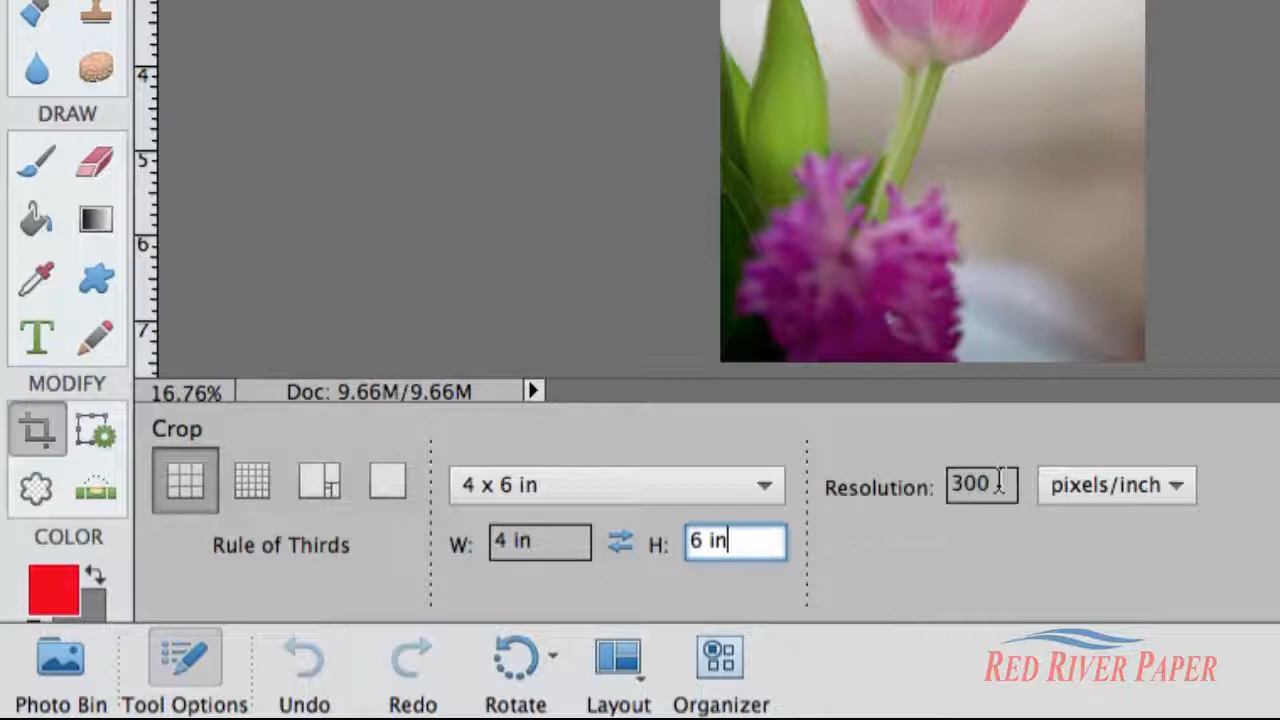 4
DRAW
5
6
7
MODIFY
16.76% Doc: 9.66M/9.66M
Crop
4 x 6 in
Resolution: 300 pixels/inch
Rule of Thirds
W: 4 in H: 6 in
COLOR
Photo Bin Tool Options Undo Redo Rotate Layout Organizer
RED RIVER PAPER